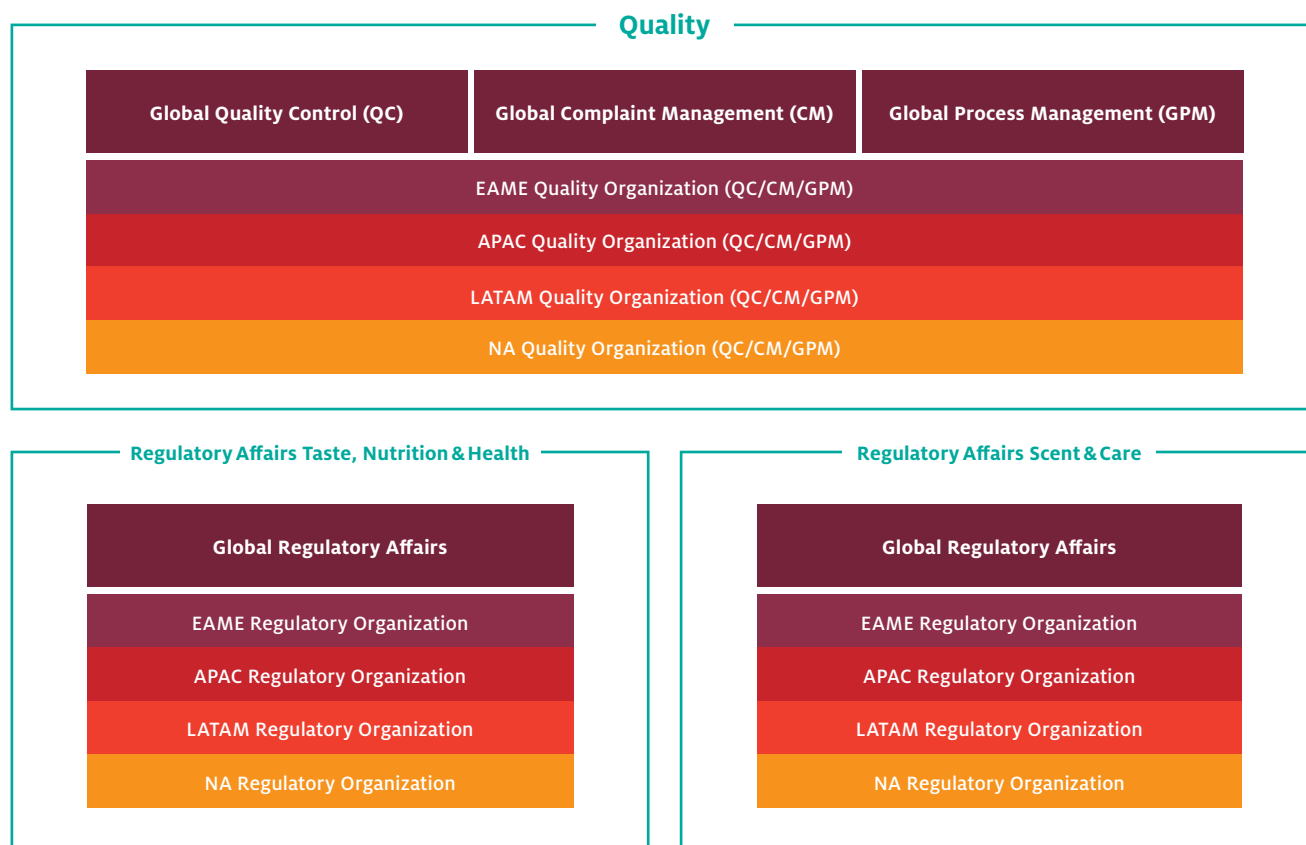 Quality
Global Quality Control (QC)
Global Complaint Management (CM)
Global Process Management (GPM)
EAME Quality Organization (QC/CM/GPM)
APAC Quality Organization (QC/CM/GPM)
LATAM Quality Organization (QC/CM/GPM)
NA Quality Organization (QC/CM/GPM)
Regulatory Affairs Taste, Nutrition & Health
Global Regulatory Affairs
EAME Regulatory Organization
APAC Regulatory Organization
LATAM Regulatory Organization
NA Regulatory Organization
Regulatory Affairs Scent & Care
Global Regulatory Affairs
EAME Regulatory Organization
APAC Regulatory Organization
LATAM Regulatory Organization
NA Regulatory Organization